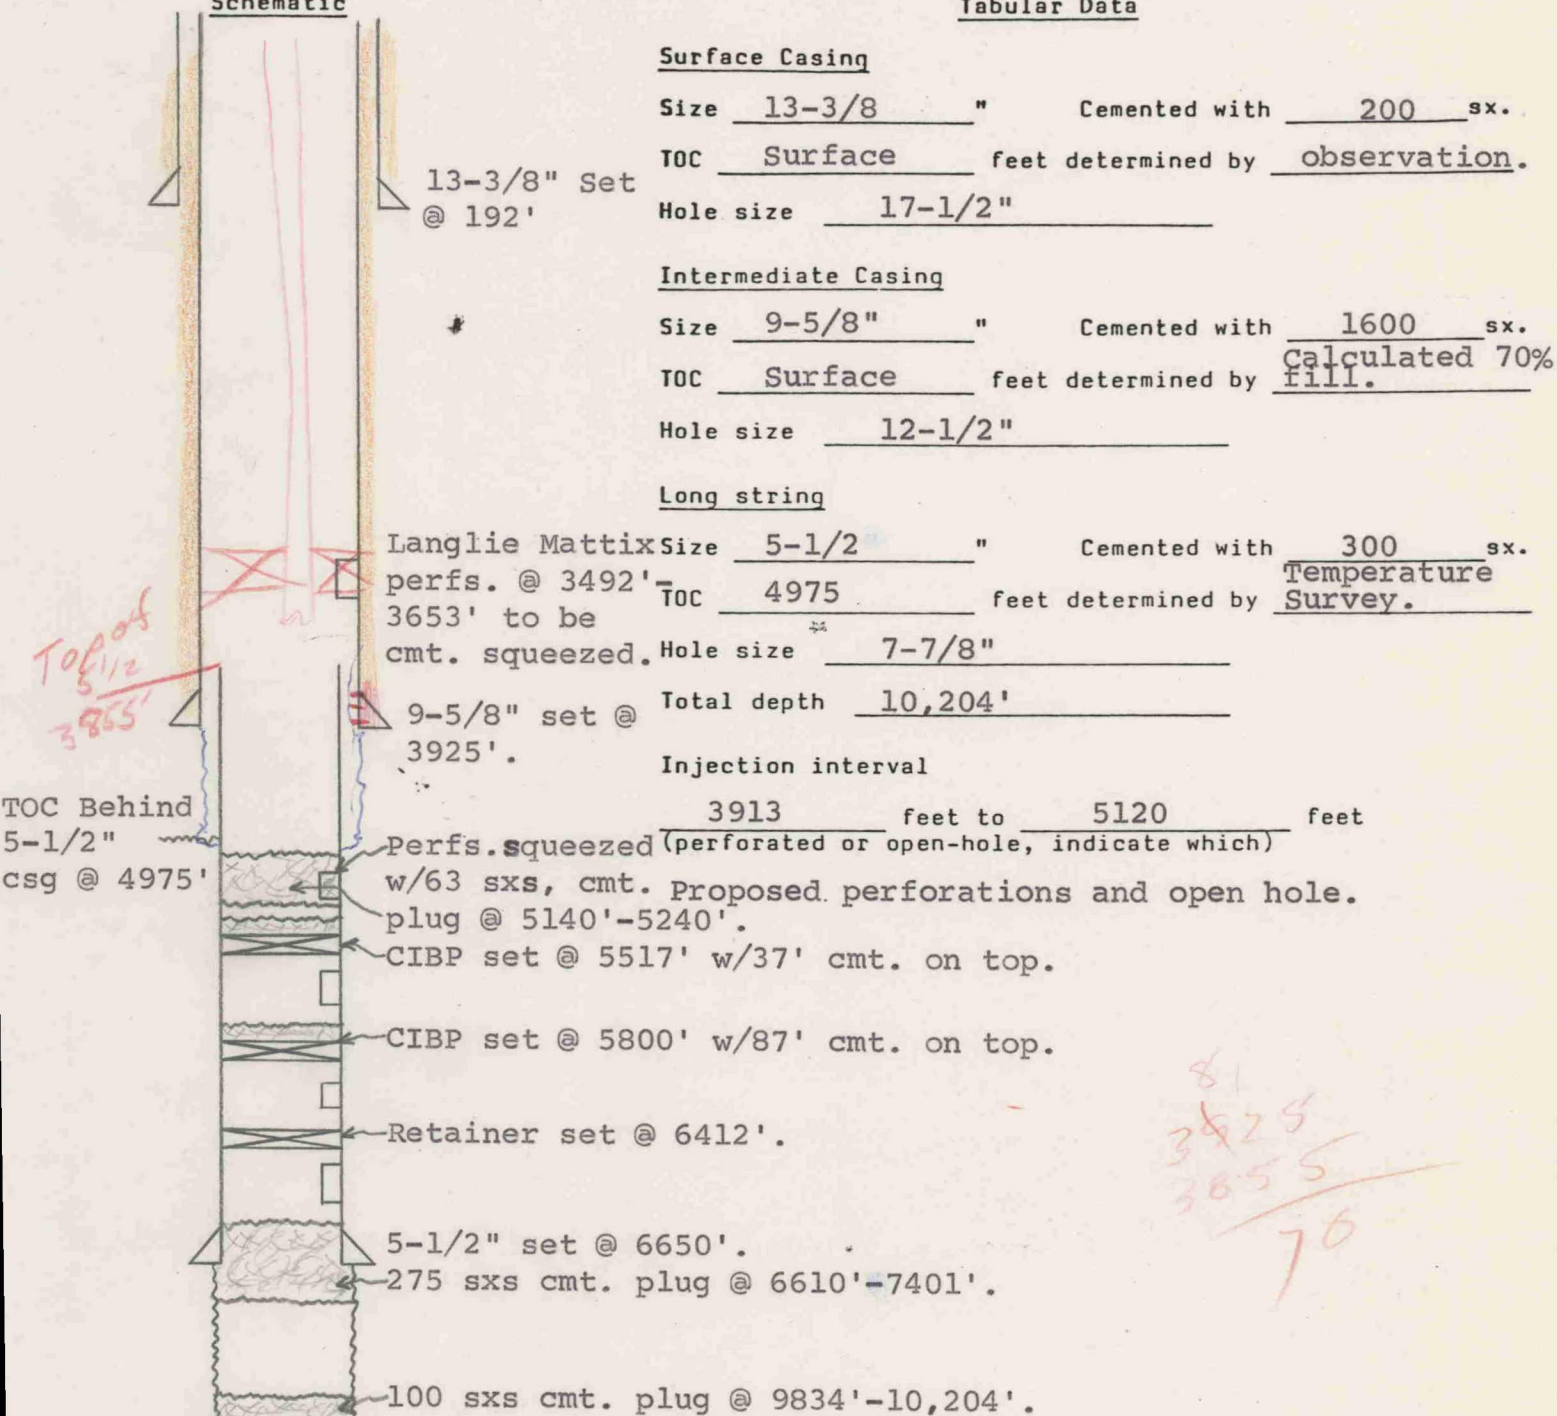 Schematic
Tabular Data
Surface Casing
Size 13-3/8 " Cemented with 200 sx.
TOC Surface feet determined by observation.
Hole size 17-1/2"
Intermediate Casing
Size 9-5/8" " Cemented with 1600 sx.
TOC Surface feet determined by Calculated 70%
fill.
Hole size 12-1/2"
Long string
Size 5-1/2 " Cemented with 300 sx.
TOC 4975 feet determined by Temperature
Survey.
Hole size 7-7/8"
Total depth 10,204'
Injection interval
3913 feet to 5120 feet
(perforated or open-hole, indicate which)
Proposed perforations and open hole.
13-3/8" Set
@ 192'
Langlie Mattix
perfs. @ 3492'-
3653' to be
cmt. squeezed.
Top of
5 1/2
3855'
9-5/8" set @
3925'.
TOC Behind
5-1/2"
csg @ 4975'
Perfs. squeezed
w/63 sxs, cmt.
plug @ 5140'-5240'.
CIBP set @ 5517' w/37' cmt. on top.
CIBP set @ 5800' w/87' cmt. on top.
Retainer set @ 6412'.
5-1/2" set @ 6650'.
275 sxs cmt. plug @ 6610'-7401'.
100 sxs cmt. plug @ 9834'-10,204'.
81
3925
3855
70